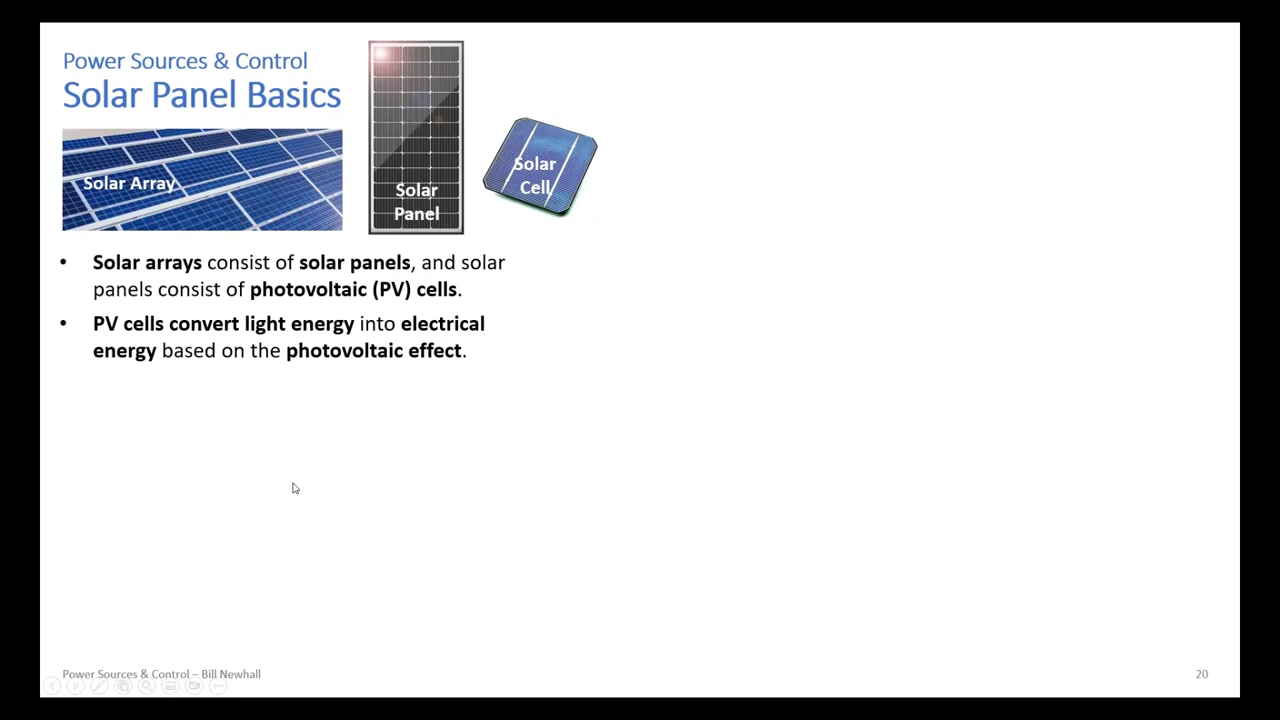 Power Sources & Control
Solar Panel Basics
Solar Array
Solar
Panel
Solar
Cell
• Solar arrays consist of solar panels, and solar
panels consist of photovoltaic (PV) cells.
• PV cells convert light energy into electrical
energy based on the photovoltaic effect.
Power Sources & Control – Bill Newhall
20